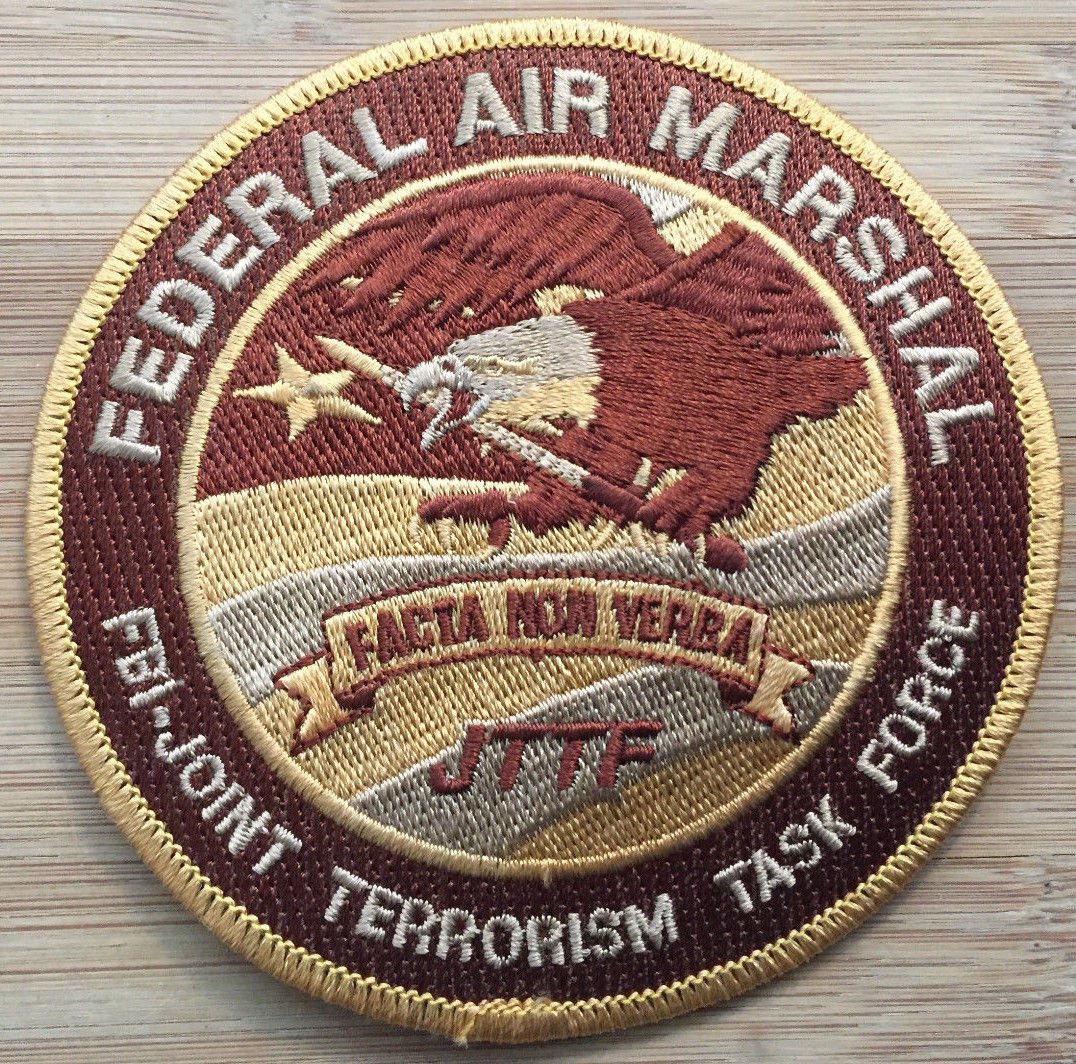 FEDERAL AIR MARSHAL
FACTA NON VERBA
JTTF
FBI-JOINT TERRORISM TASK FORCE